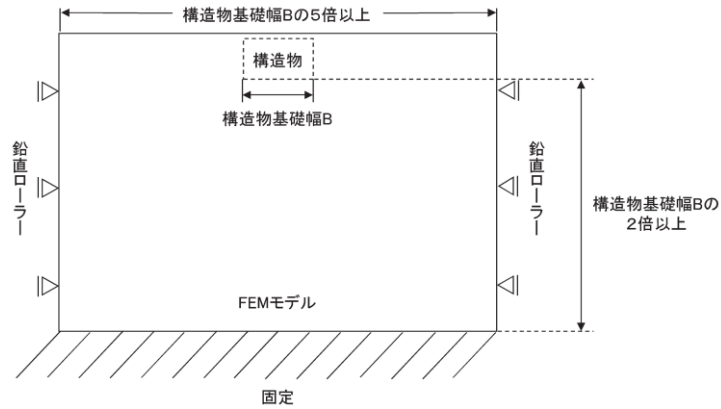 構造物基礎幅Bの5倍以上
構造物
構造物基礎幅B
鉛直ローラー
鉛直ローラー
構造物基礎幅Bの
2倍以上
FEMモデル
固定